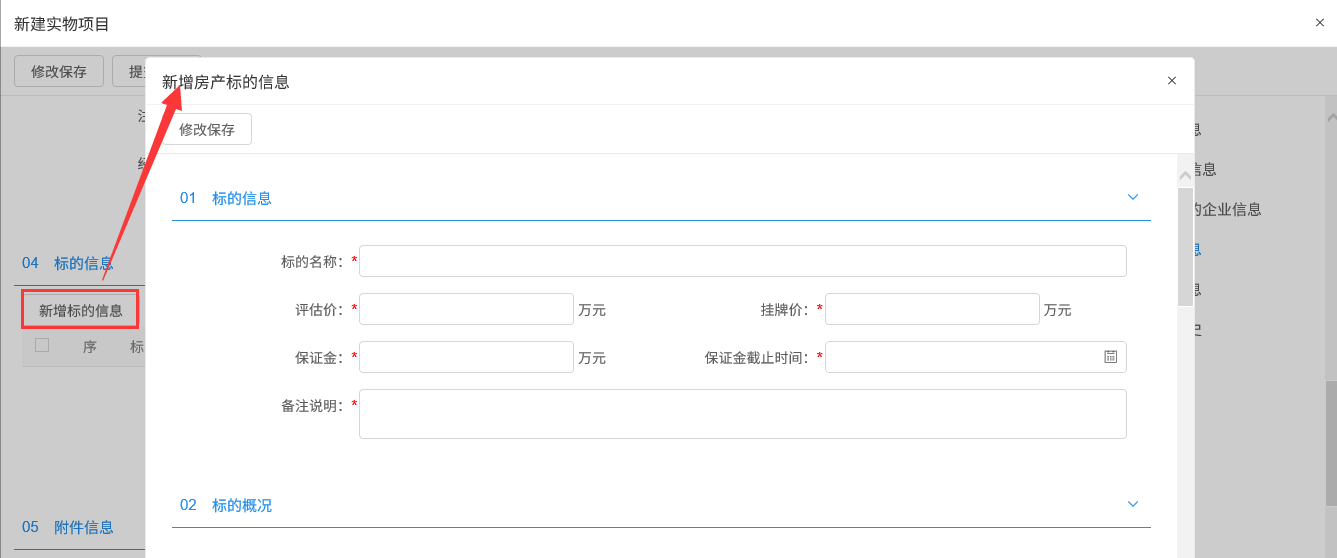 新建实物项目
修改保存
新增房产标的信息
修改保存
01 标的信息
标的名称：*
评估价：* 万元 挂牌价：* 万元
保证金：* 万元 保证金截止时间：*
备注说明：*
02 标的概况
04 标的信息
新增标的信息
序 标
05 附件信息
信息
的企业信息